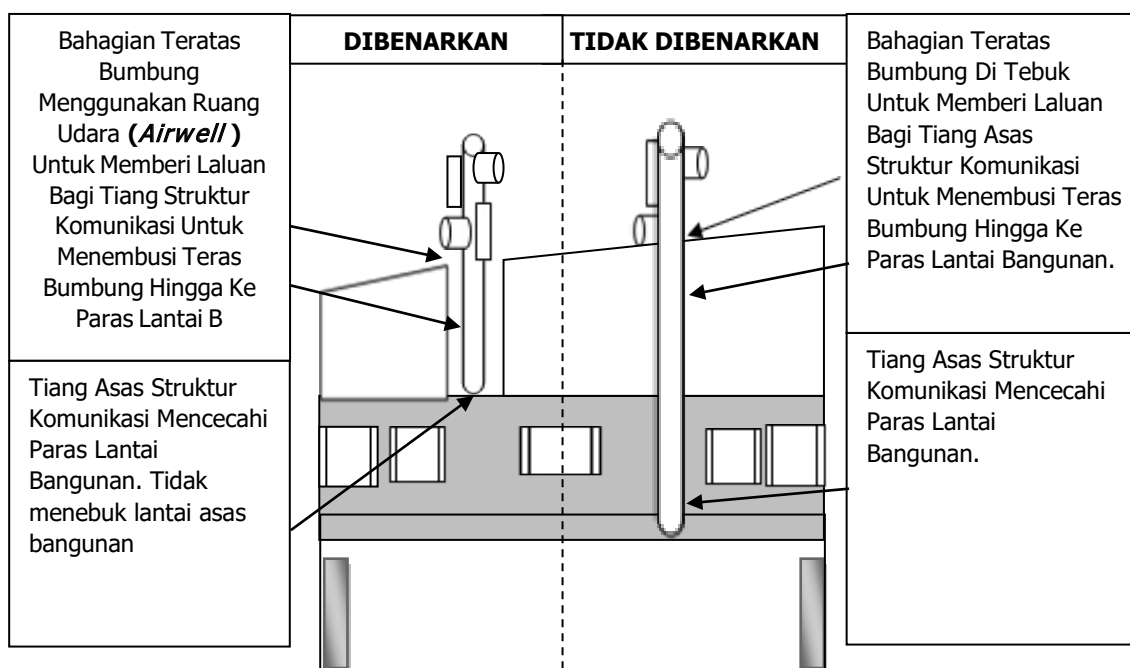 Bahagian Teratas
Bumbung
Menggunakan Ruang
Udara (Airwell )
Untuk Memberi Laluan
Bagi Tiang Struktur
Komunikasi Untuk
Menembusi Teras
Bumbung Hingga Ke
Paras Lantai B
Tiang Asas Struktur
Komunikasi Mencecahi
Paras Lantai
Bangunan. Tidak
menebuk lantai asas
bangunan
DIBENARKAN
TIDAK DIBENARKAN
Bahagian Teratas
Bumbung Di Tebuk
Untuk Memberi Laluan
Bagi Tiang Asas
Struktur Komunikasi
Untuk Menembusi Teras
Bumbung Hingga Ke
Paras Lantai Bangunan.
Tiang Asas Struktur
Komunikasi Mencecahi
Paras Lantai
Bangunan.